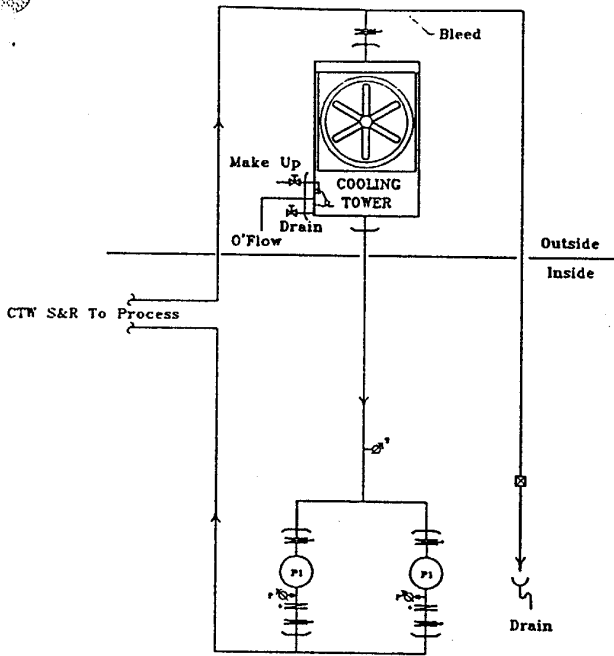 Bleed
Make Up
COOLING
TOWER
Drain
O'Flow
Outside
Inside
CTW S&R To Process
T
P1
P1
P
P
Drain